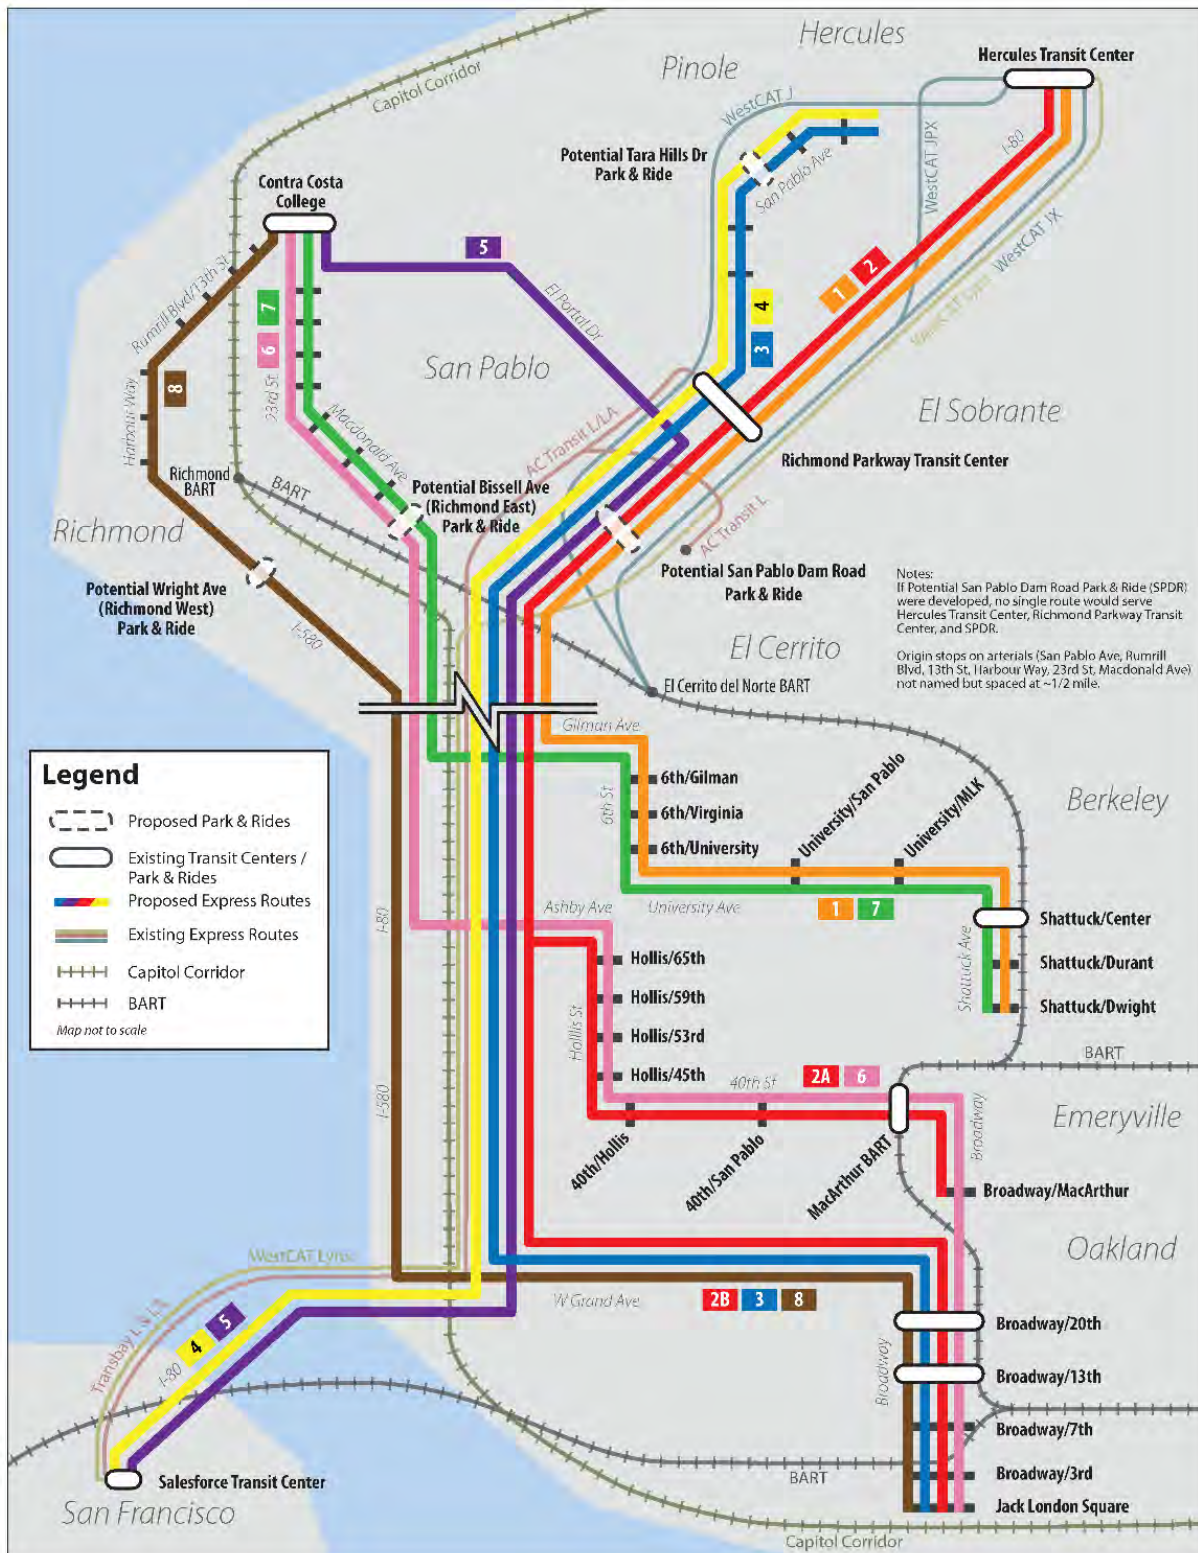 Hercules
Pinole
Hercules Transit Center
Capitol Corridor
WestCAT J
WestCAT JPX
I-80
Potential Tara Hills Dr
Park & Ride
San Pablo Ave
Contra Costa
College
5
El Portal Dr
WestCAT JX
1
2
4
3
Rumrill Blvd/13th St
7
6
8
23rd St
Harbour Way
San Pablo
Macdonald Ave
AC Transit L/LA
El Sobrante
Richmond Parkway Transit Center
Richmond
BART
BART
Potential Bissell Ave
(Richmond East)
Park & Ride
AC Transit L
Richmond
Potential Wright Ave
(Richmond West)
Park & Ride
I-580
Potential San Pablo Dam Road
Park & Ride
Notes:
If Potential San Pablo Dam Road Park & Ride (SPDR)
were developed, no single route would serve
Hercules Transit Center, Richmond Parkway Transit
Center, and SPDR.
Origin stops on arterials (San Pablo Ave, Rumrill
Blvd, 13th St, Harbour Way, 23rd St, Macdonald Ave)
not named but spaced at ~1/2 mile.
El Cerrito
El Cerrito del Norte BART
Gilman Ave
Legend
Proposed Park & Rides
Existing Transit Centers /
Park & Rides
Proposed Express Routes
Existing Express Routes
Capitol Corridor
BART
Map not to scale
6th St
6th/Gilman
6th/Virginia
6th/University
University/San Pablo
University/MLK
Berkeley
Ashby Ave
University Ave
1
7
Shattuck Ave
Shattuck/Center
Shattuck/Durant
Shattuck/Dwight
I-80
Hollis/65th
Hollis/59th
Hollis/53rd
Hollis/45th
Hollis St
BART
I-580
40th St
2A
6
Emeryville
40th/Hollis
40th/San Pablo
MacArthur BART
Broadway
Broadway/MacArthur
Oakland
WestCAT Lynx
Transbay L & LA
I-80
4
5
W Grand Ave
2B
3
8
Broadway
Broadway/20th
Broadway/13th
Broadway/7th
Broadway/3rd
Jack London Square
BART
Salesforce Transit Center
San Francisco
Capitol Corridor